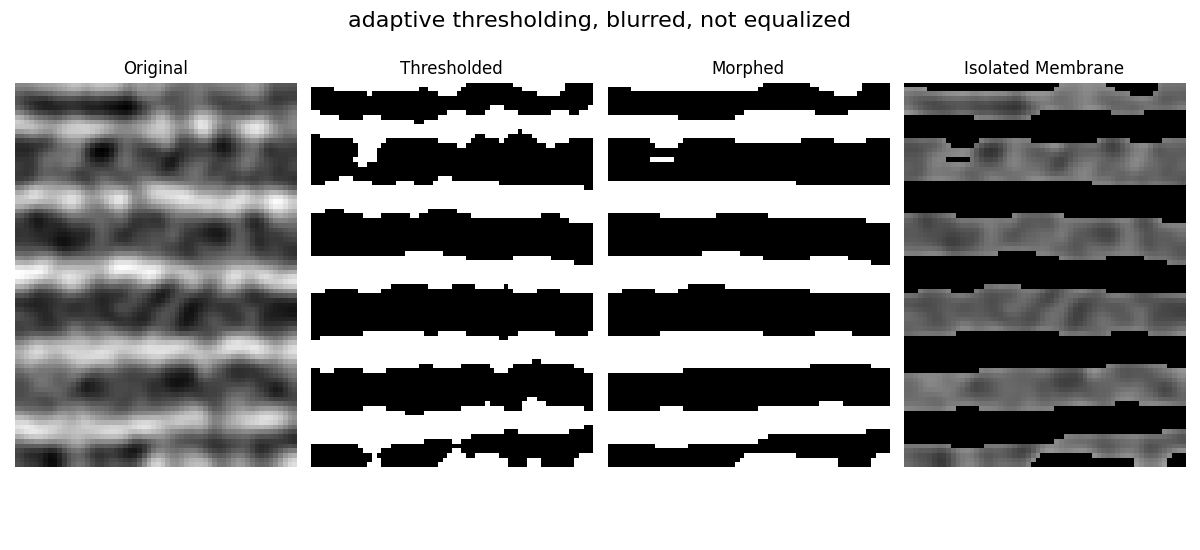 adaptive thresholding, blurred, not equalized
Original
Thresholded
Morphed
Isolated Membrane